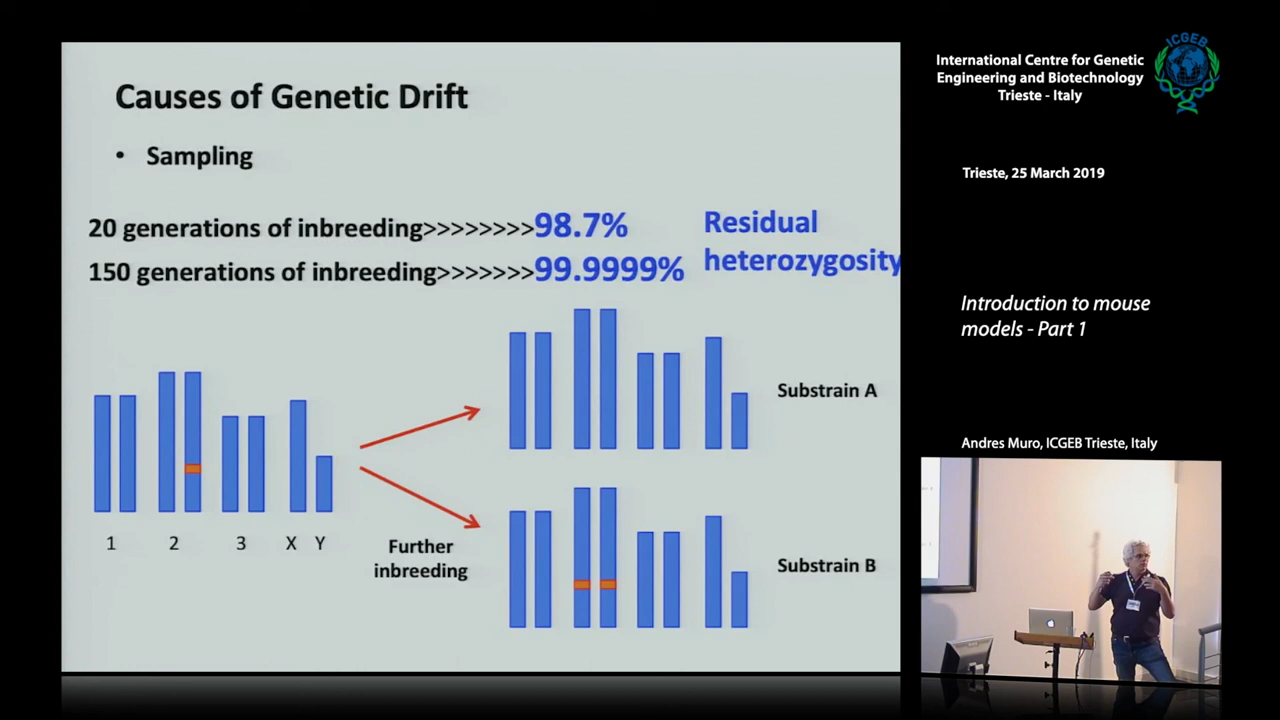 Causes of Genetic Drift
• Sampling
20 generations of inbreeding>>>>>>>>98.7%
150 generations of inbreeding>>>>>>>99.9999%
Residual
heterozygosity
1 2 3 X Y
Further
inbreeding
Substrain A
Substrain B
ICGEB
International Centre for Genetic
Engineering and Biotechnology
Trieste - Italy
Trieste, 25 March 2019
Introduction to mouse
models - Part 1
Andres Muro, ICGEB Trieste, Italy